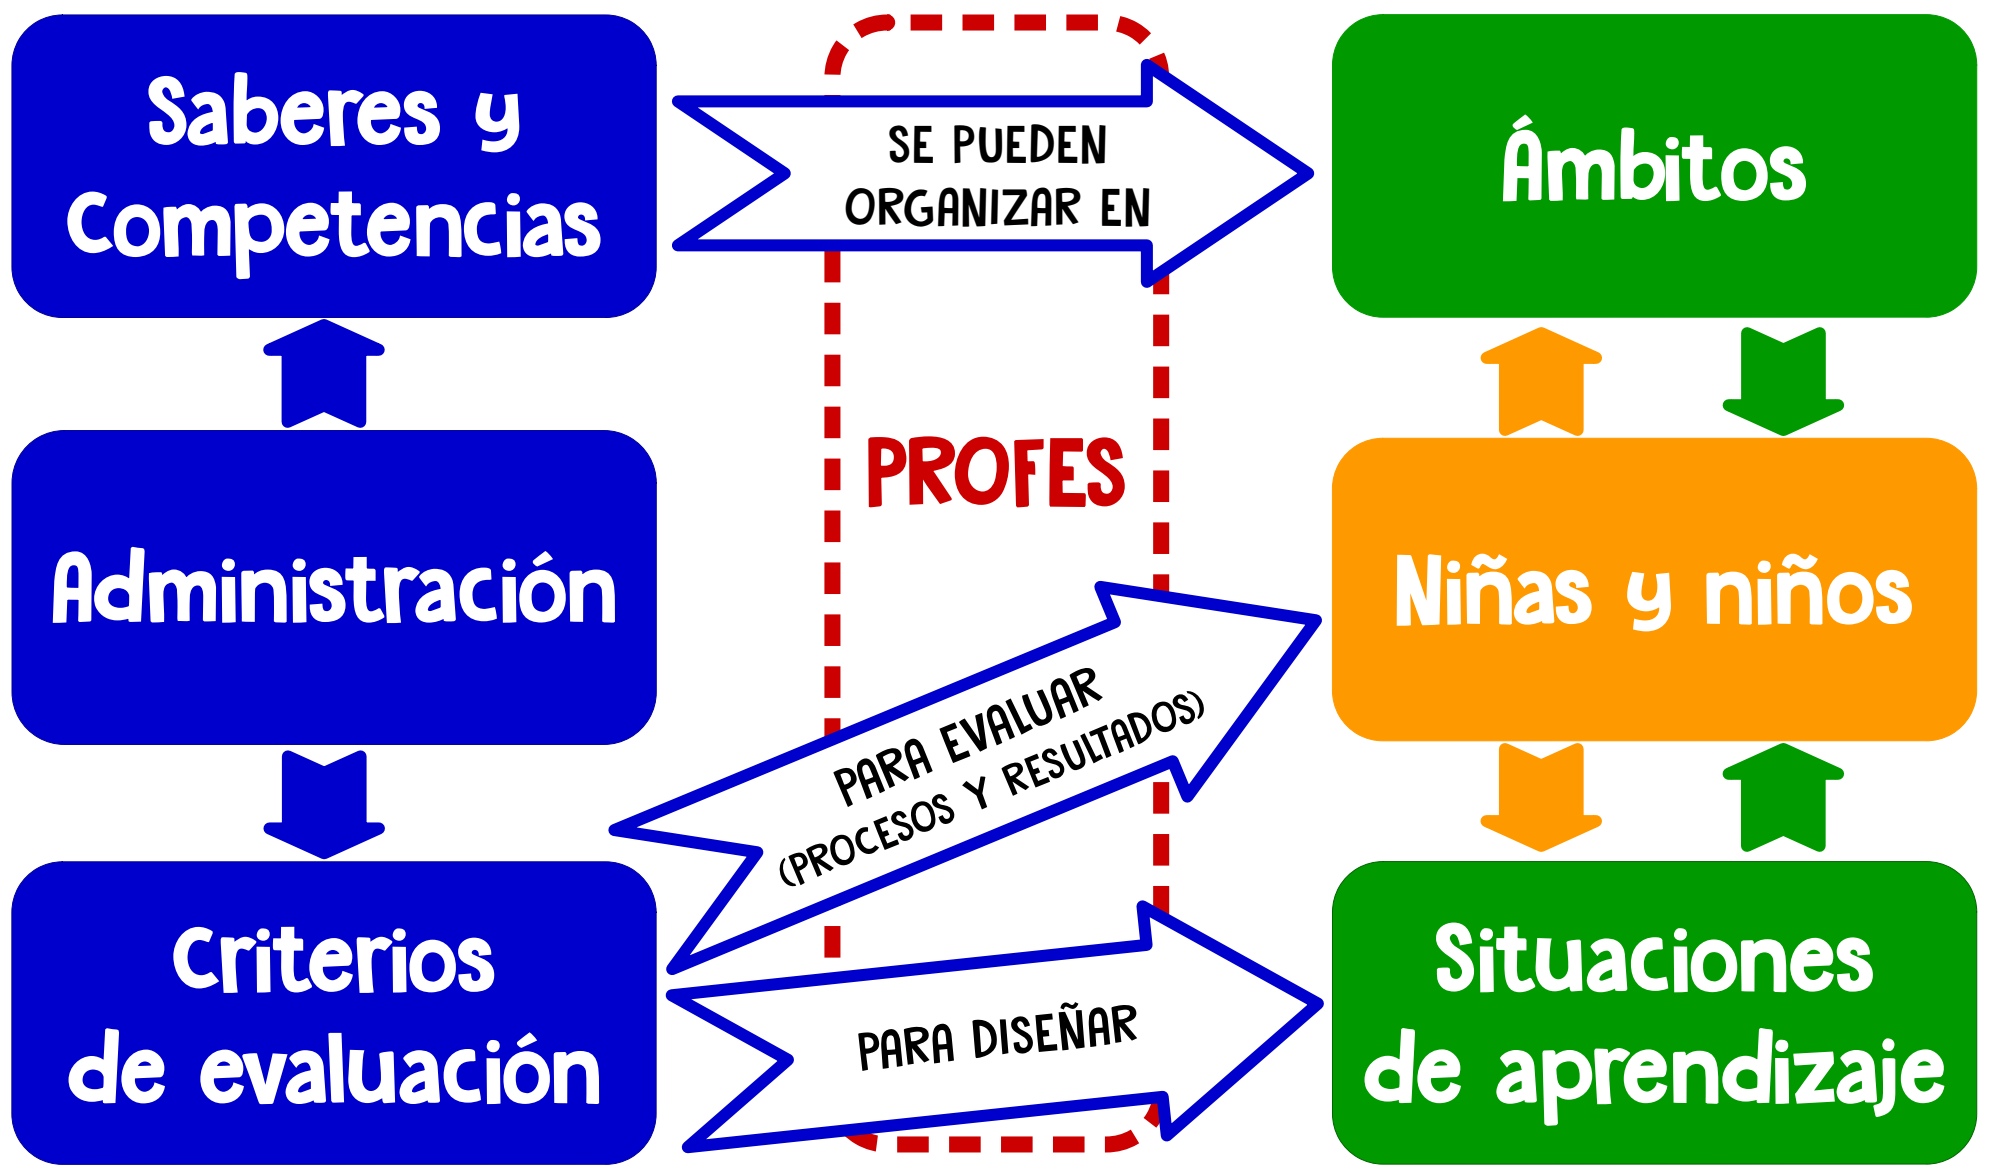 Saberes y
Competencias
SE PUEDEN
ORGANIZAR EN
Ámbitos
PROFES
Administración
Niñas y niños
PARA EVALUAR
(PROCESOS Y RESULTADOS)
Criterios
de evaluación
PARA DISEÑAR
Situaciones
de aprendizaje